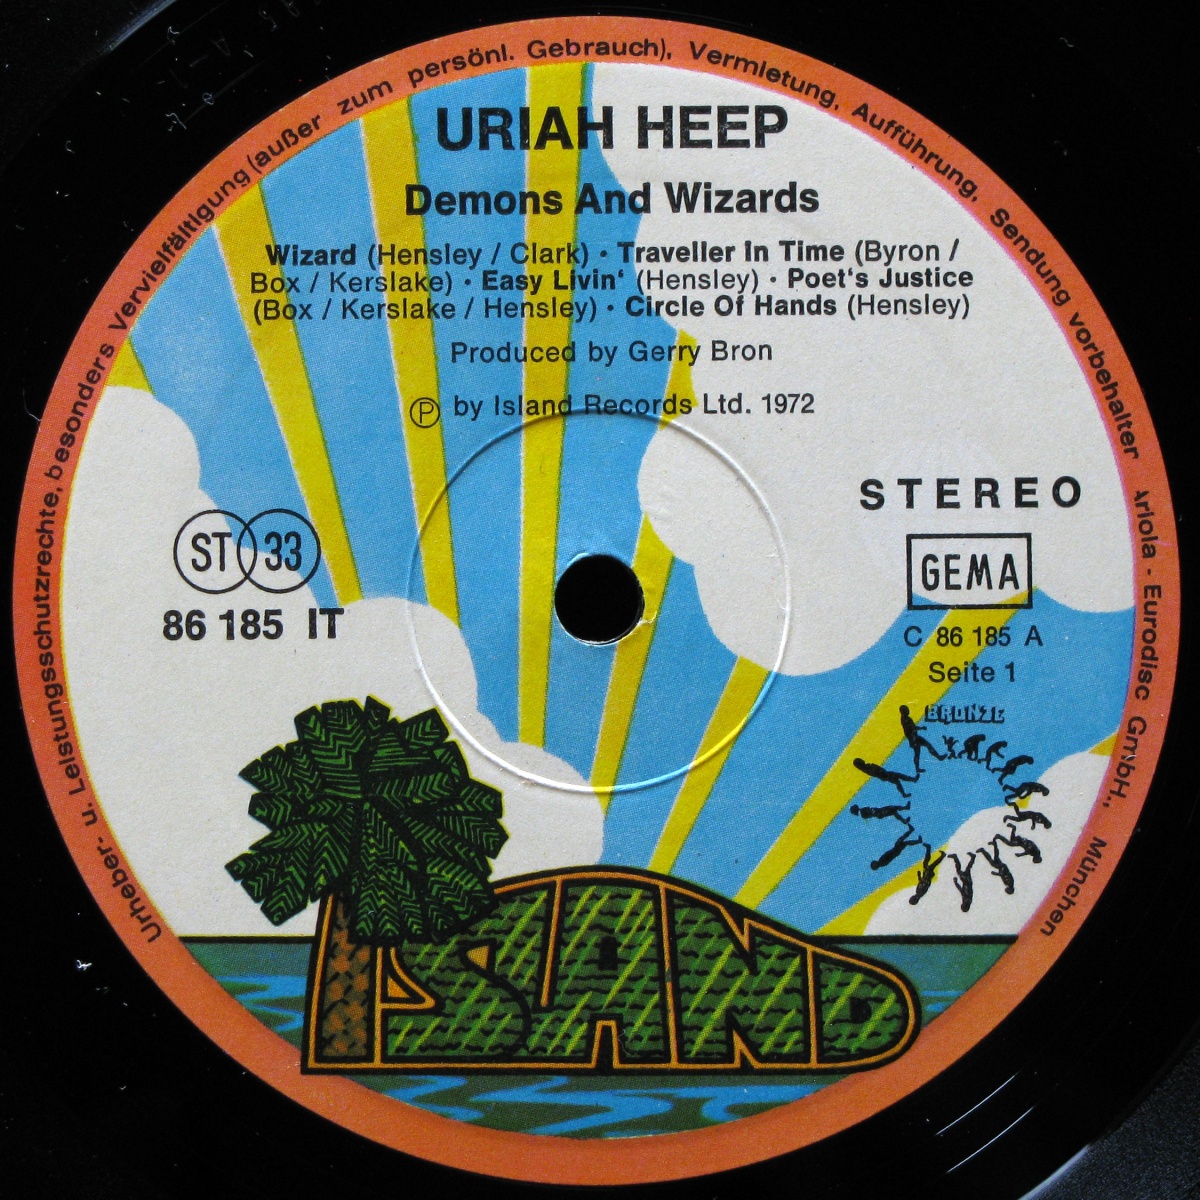 Urheber- u. Leistungsschutzrechte, besonders Vervielfältigung (außer zum persönl. Gebrauch), Vermietung, Aufführung, Sendung vorbehalten Ariola - Eurodisc GmbH., München
URIAH HEEP
Demons And Wizards
Wizard (Hensley / Clark) · Traveller In Time (Byron /
Box / Kerslake) · Easy Livin‘ (Hensley) · Poet‘s Justice
(Box / Kerslake / Hensley) · Circle Of Hands (Hensley)
Produced by Gerry Bron
Ⓟ by Island Records Ltd. 1972
STEREO
ST 33
86 185 IT
GEMA
C 86 185 A
Seite 1
BRONZE
ISLAND